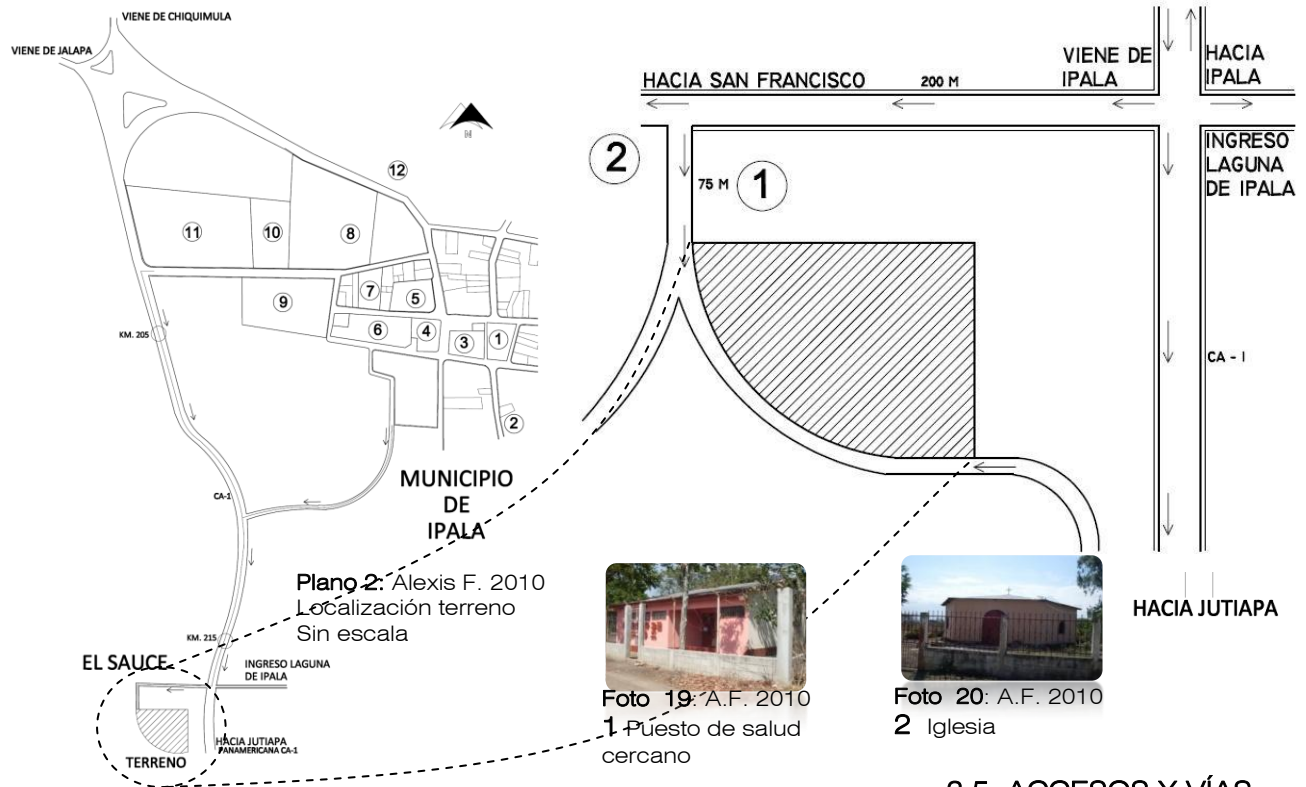 VIENE DE CHIQUIMULA
VIENE DE JALAPA
N
12
11
10
8
9
7
5
6
4
3
1
2
KM. 205
CA-1
MUNICIPIO
DE
IPALA
Plano 2: Alexis F. 2010
Localización terreno
Sin escala
KM. 215
EL SAUCE
INGRESO LAGUNA
DE IPALA
HACIA JUTIAPA
PANAMERICANA CA-1
TERRENO
HACIA SAN FRANCISCO
200 M
VIENE DE
IPALA
HACIA
IPALA
INGRESO
LAGUNA
DE IPALA
2
75 M
1
CA - I
HACIA JUTIAPA
Foto 19: A.F. 2010
1 Puesto de salud
cercano
Foto 20: A.F. 2010
2 Iglesia